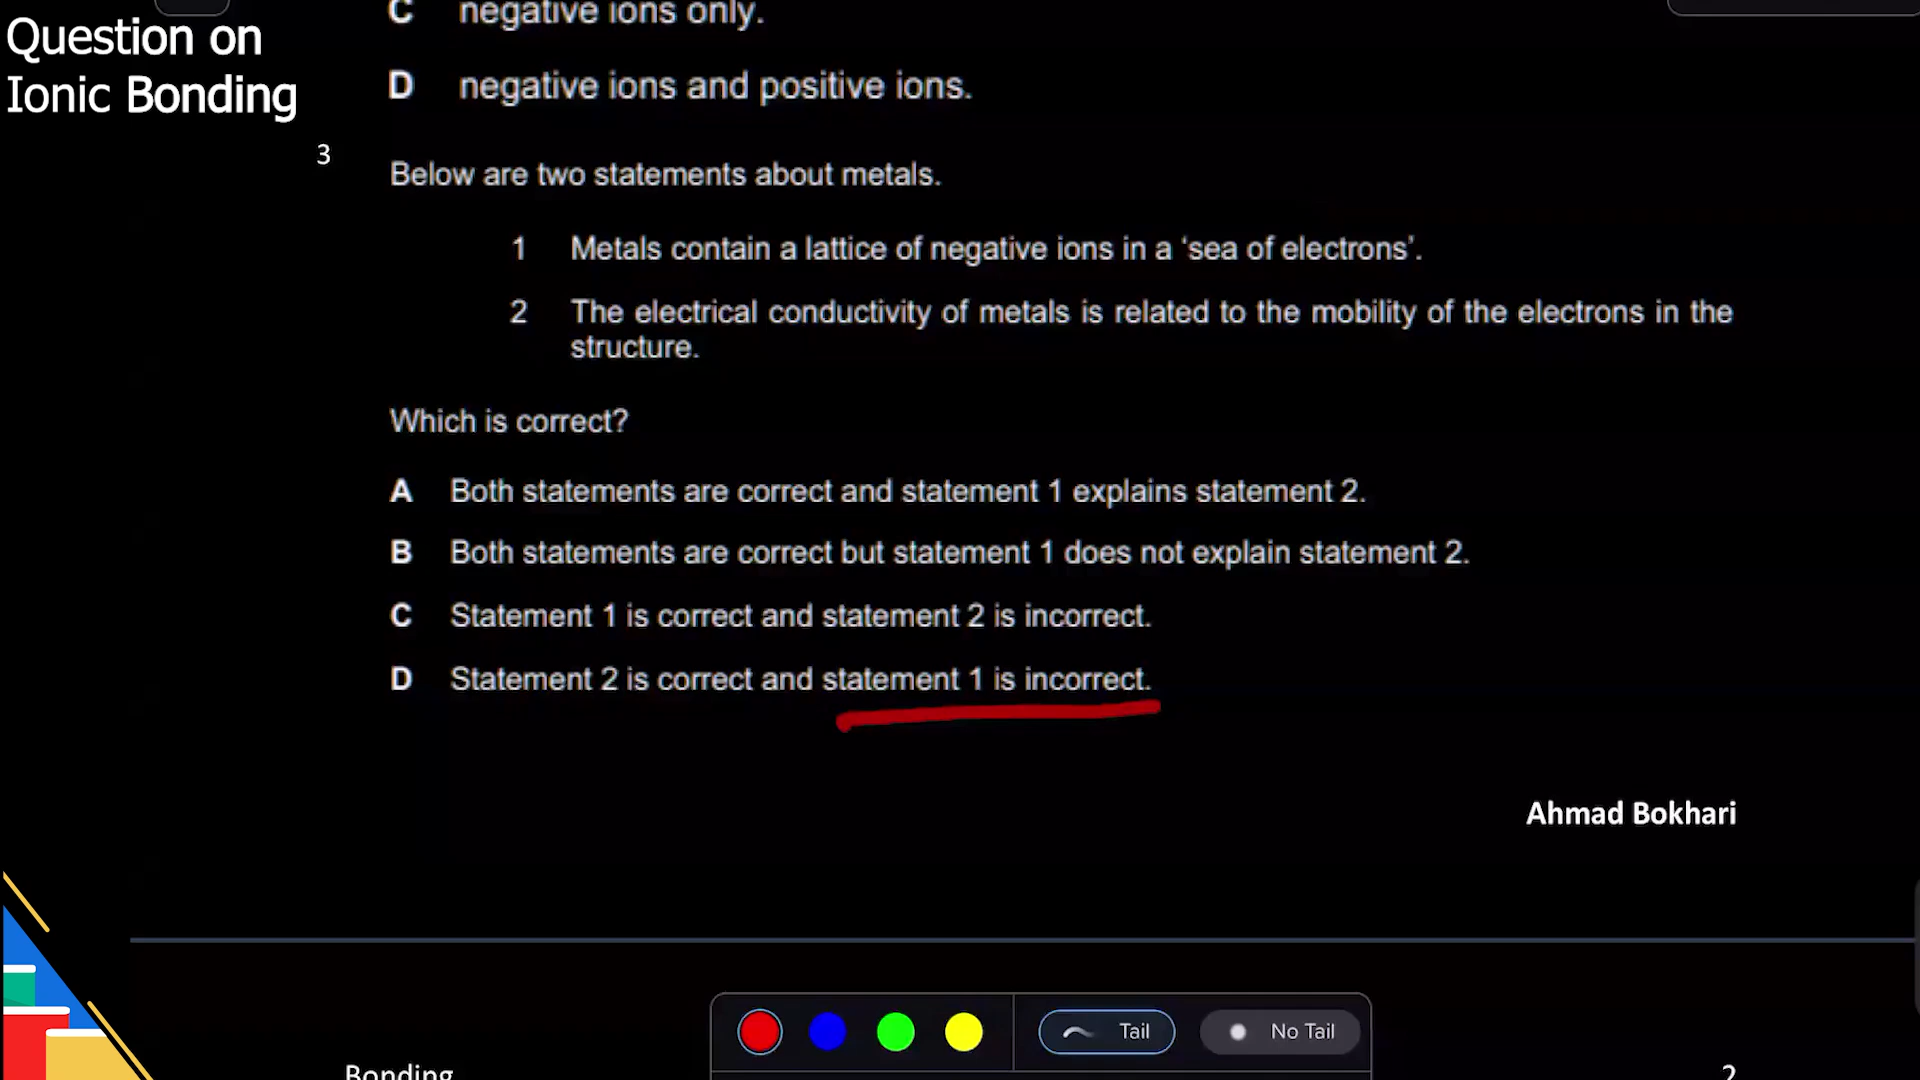 Question on
Ionic Bonding
C negative ions only.
D negative ions and positive ions.
3
Below are two statements about metals.
1 Metals contain a lattice of negative ions in a ‘sea of electrons’.
2 The electrical conductivity of metals is related to the mobility of the electrons in the
structure.
Which is correct?
A Both statements are correct and statement 1 explains statement 2.
B Both statements are correct but statement 1 does not explain statement 2.
C Statement 1 is correct and statement 2 is incorrect.
D Statement 2 is correct and statement 1 is incorrect.
Ahmad Bokhari
Tail No Tail
Bonding 2